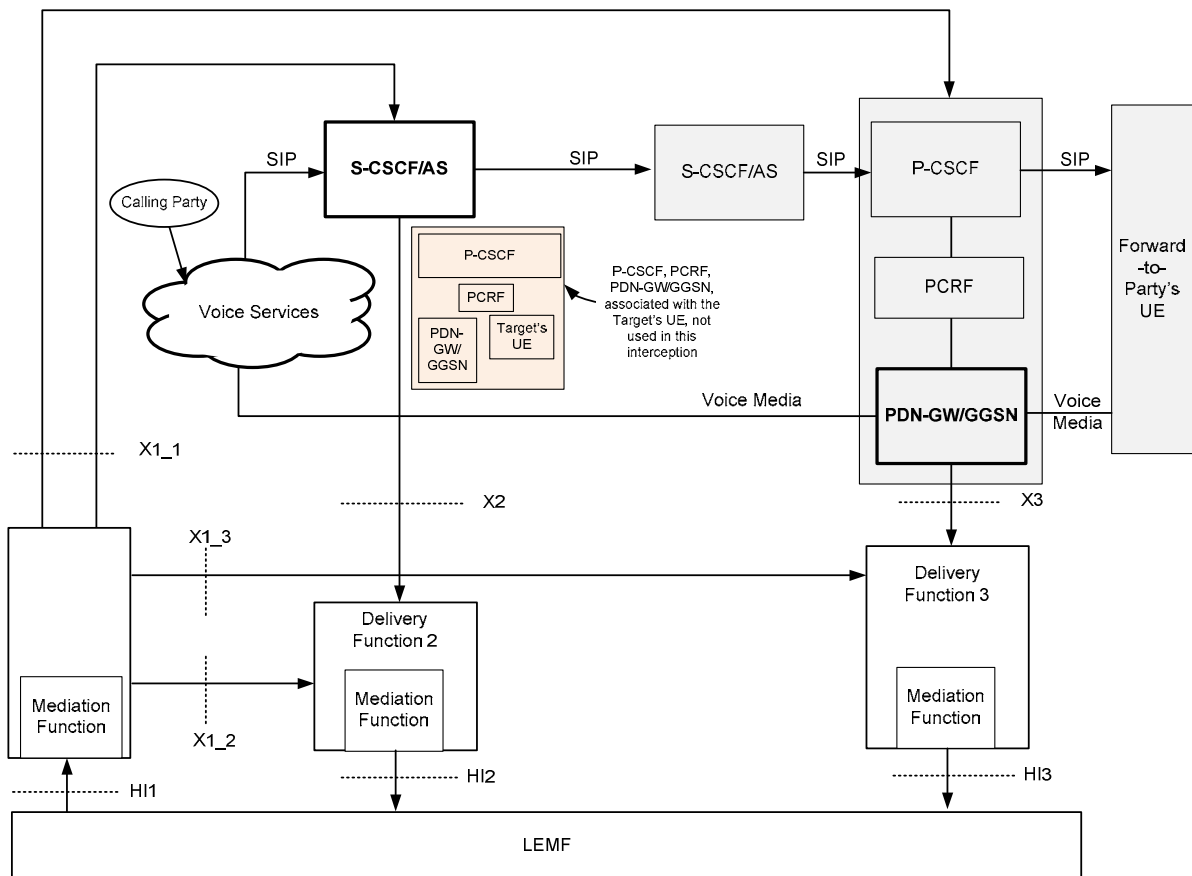 SIP
S-CSCF/AS
SIP
S-CSCF/AS
SIP
P-CSCF
SIP
Calling Party
Voice Services
P-CSCF
PCRF
PDN-
GW/
GGSN
Target's
UE
P-CSCF, PCRF,
PDN-GW/GGSN,
associated with the
Target's UE, not
used in this
interception
PCRF
Forward
-to-
Party's
UE
Voice Media
PDN-GW/GGSN
Voice
Media
X1_1
X2
X3
X1_3
Delivery
Function 2
Mediation
Function
Delivery
Function 3
Mediation
Function
Mediation
Function
X1_2
HI1
HI2
HI3
LEMF